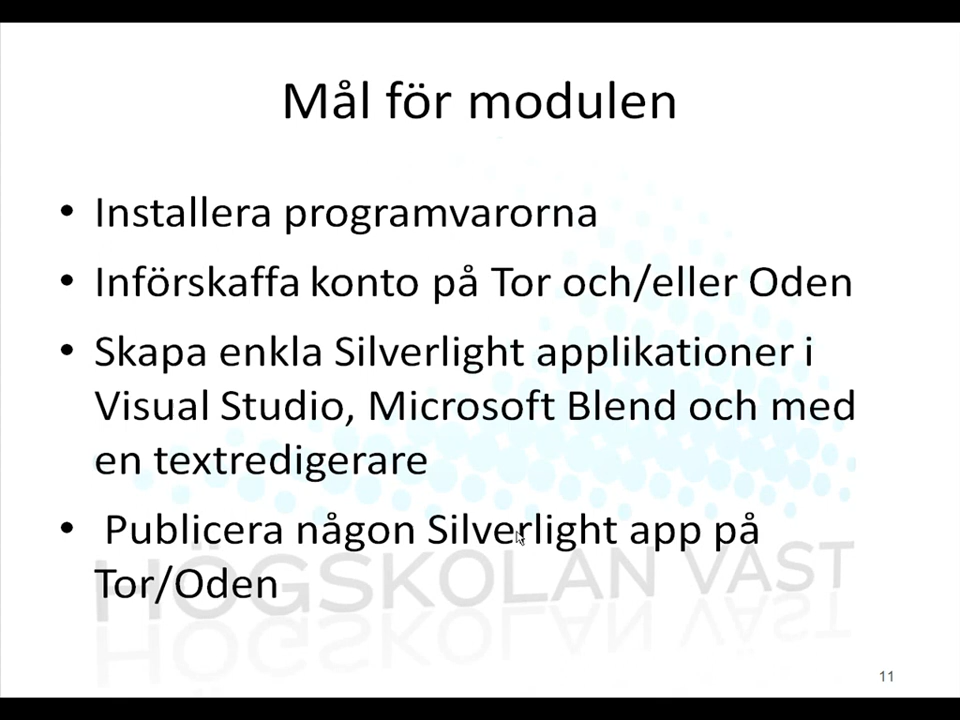 Mål för modulen
• Installera programvarorna
• Införskaffa konto på Tor och/eller Oden
• Skapa enkla Silverlight applikationer i
Visual Studio, Microsoft Blend och med
en textredigerare
• Publicera någon Silverlight app på
Tor/Oden
HÖGSKOLAN VÄST
11